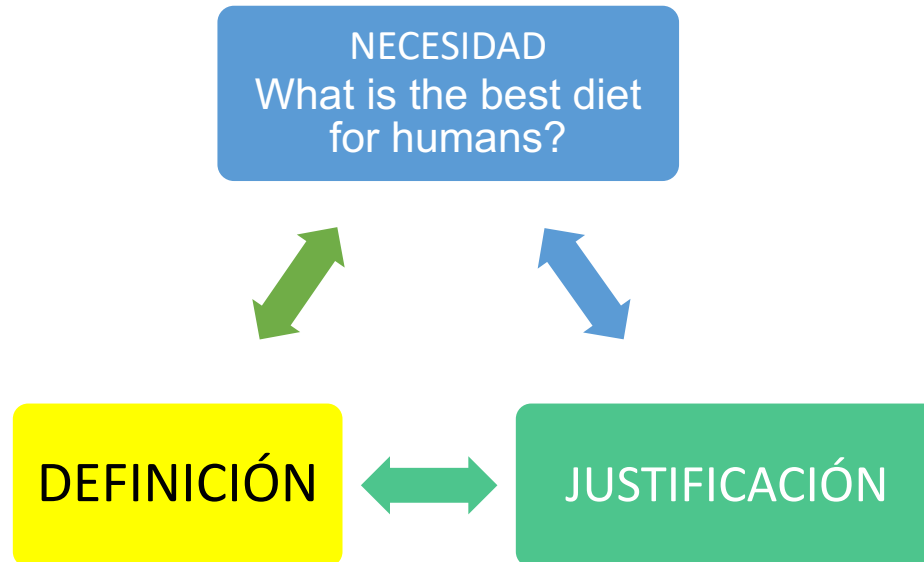 NECESIDAD
What is the best diet
for humans?
DEFINICIÓN
JUSTIFICACIÓN